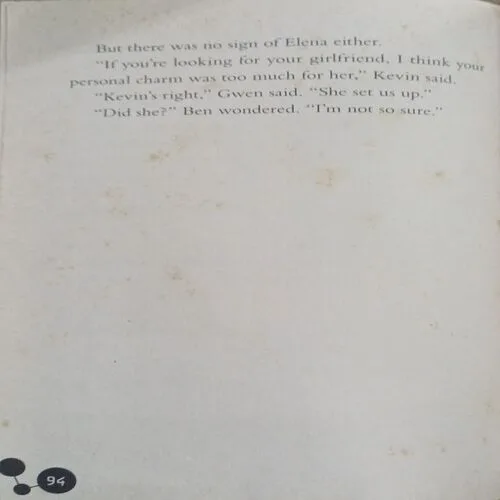 But there was no sign of Elena either.
"If you're looking for your girlfriend, I think your
personal charm was too much for her," Kevin said.
"Kevin's right," Gwen said. "She set us up."
"Did she?" Ben wondered. "I'm not so sure."
94